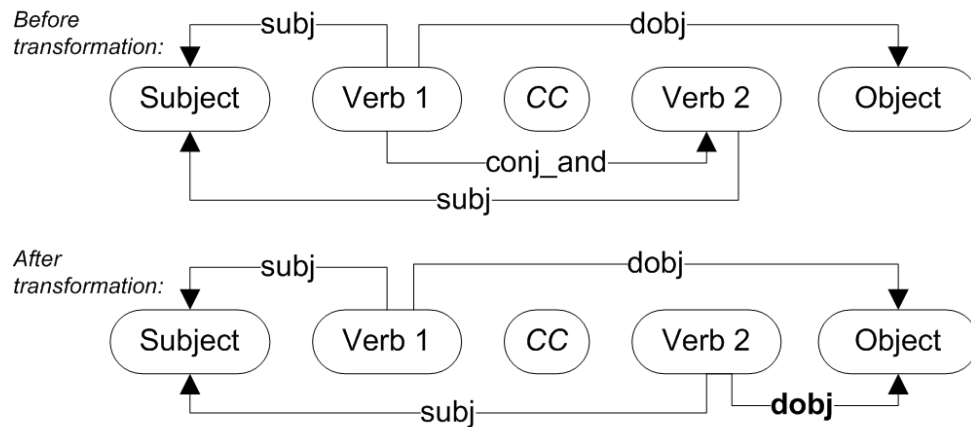 Before
transformation:
subj
dobj
Subject
Verb 1
CC
Verb 2
Object
conj_and
subj
After
transformation:
subj
dobj
Subject
Verb 1
CC
Verb 2
Object
subj
dobj